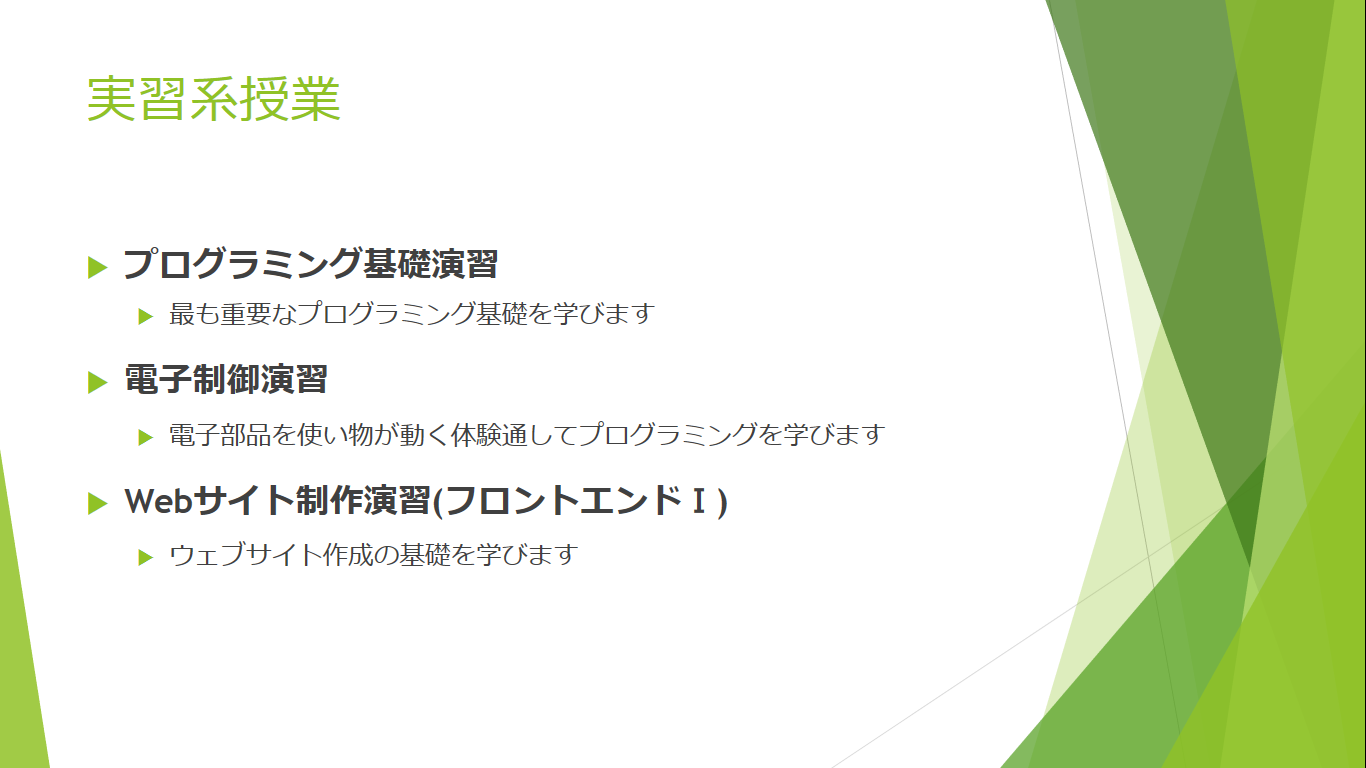 実習系授業
プログラミング基礎演習
最も重要なプログラミング基礎を学びます
電子制御演習
電子部品を使い物が動く体験通してプログラミングを学びます
Webサイト制作演習(フロントエンドⅠ)
ウェブサイト作成の基礎を学びます